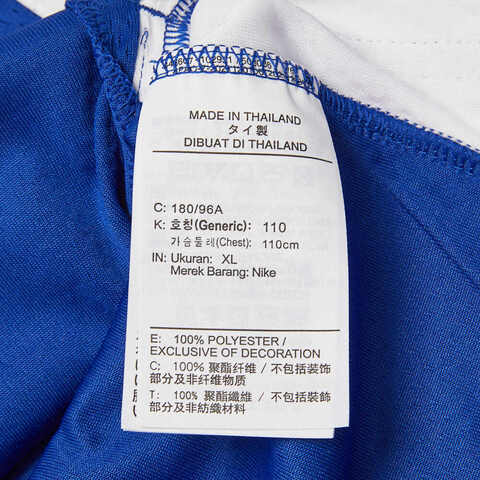 MADE IN THAILAND
タイ製
DIBUAT DI THAILAND
C: 180/96A
K: 호칭(Generic): 110
가슴둘레(Chest): 110cm
IN: Ukuran: XL
Merek Barang: Nike
E: 100% POLYESTER /
EXCLUSIVE OF DECORATION
C: 100% 聚酯纤维 / 不包括装饰
部分及非纤维物质
T: 100% 聚酯纖維 / 不包括裝飾
部分及非紡織材料